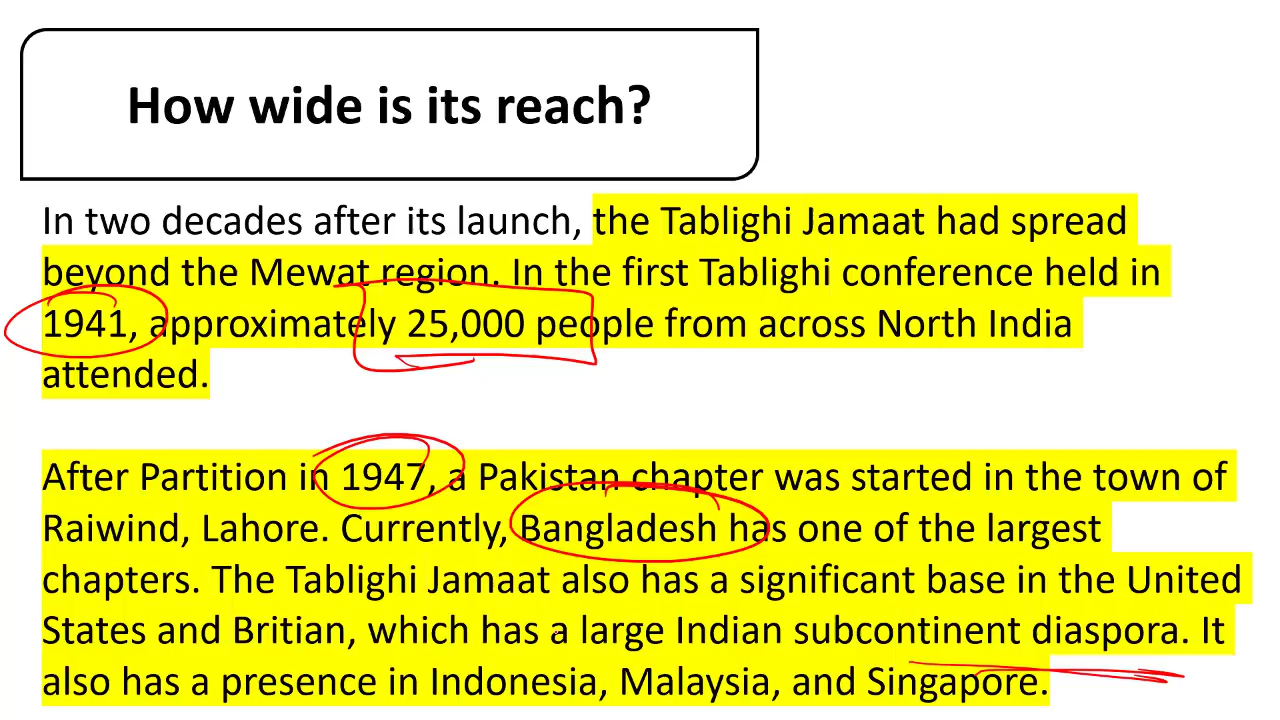 How wide is its reach?
In two decades after its launch, the Tablighi Jamaat had spread
beyond the Mewat region. In the first Tablighi conference held in
1941, approximately 25,000 people from across North India
attended.
After Partition in 1947, a Pakistan chapter was started in the town of
Raiwind, Lahore. Currently, Bangladesh has one of the largest
chapters. The Tablighi Jamaat also has a significant base in the United
States and Britian, which has a large Indian subcontinent diaspora. It
also has a presence in Indonesia, Malaysia, and Singapore.